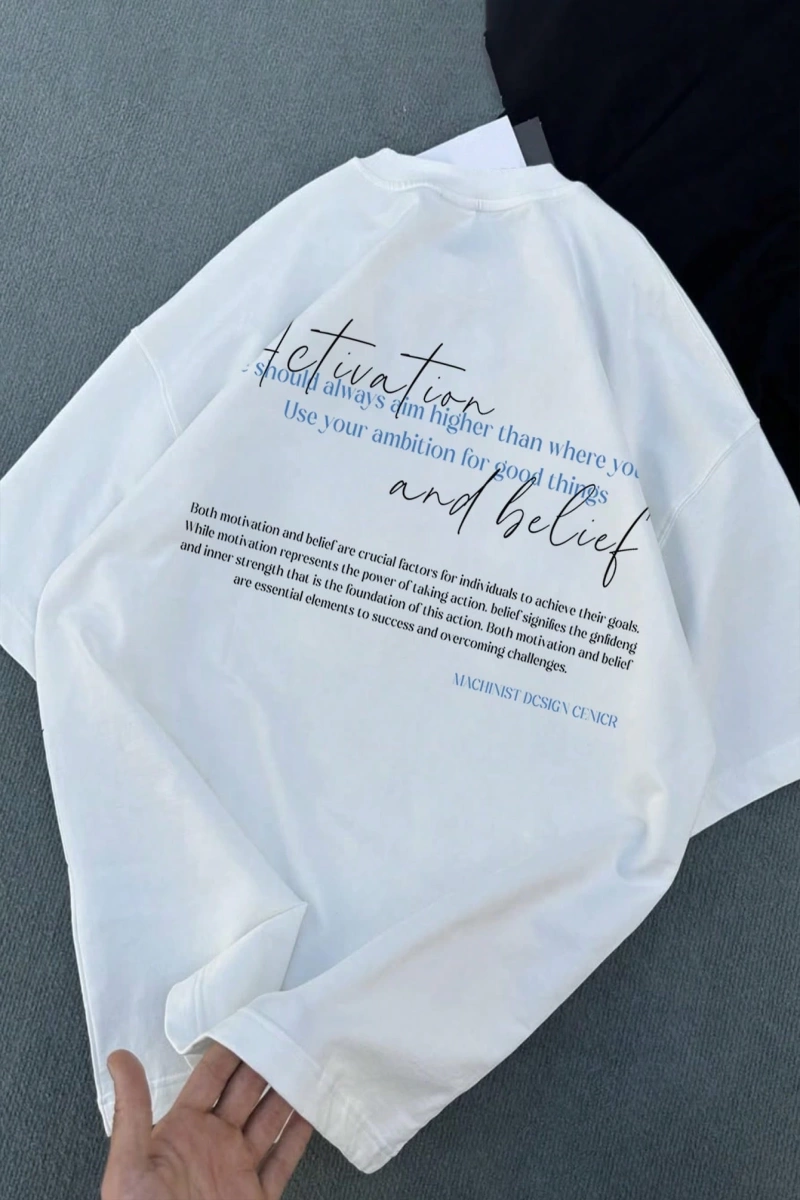 Activation
should always aim higher than where you
Use your ambition for good things
and belief
Both motivation and belief are crucial factors for individuals to achieve their goals.
While motivation represents the power of taking action. belief signifies the gnfideng
and inner strength that is the foundation of this action. Both motivation and belief
are essential elements to success and overcoming challenges.
MACHINIST DCSIGN CENICR